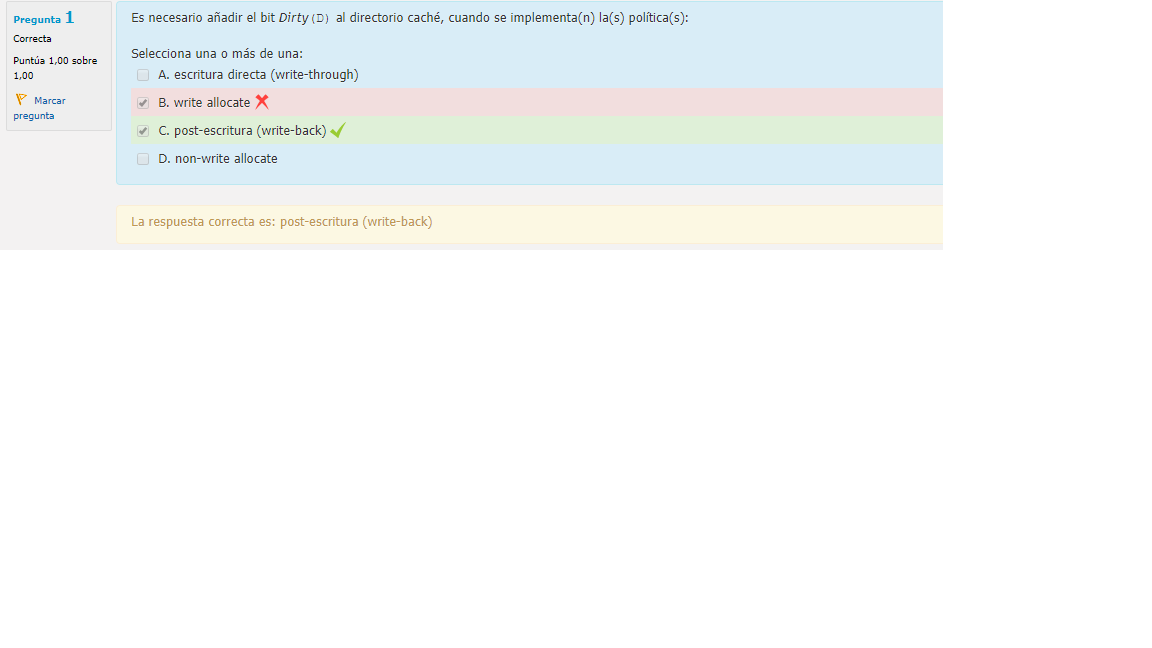 Pregunta 1
Correcta
Puntúa 1,00 sobre
1,00
Marcar
pregunta
Es necesario añadir el bit Dirty (D) al directorio caché, cuando se implementa(n) la(s) política(s):
Selecciona una o más de una:
A. escritura directa (write-through)
B. write allocate
C. post-escritura (write-back)
D. non-write allocate
La respuesta correcta es: post-escritura (write-back)